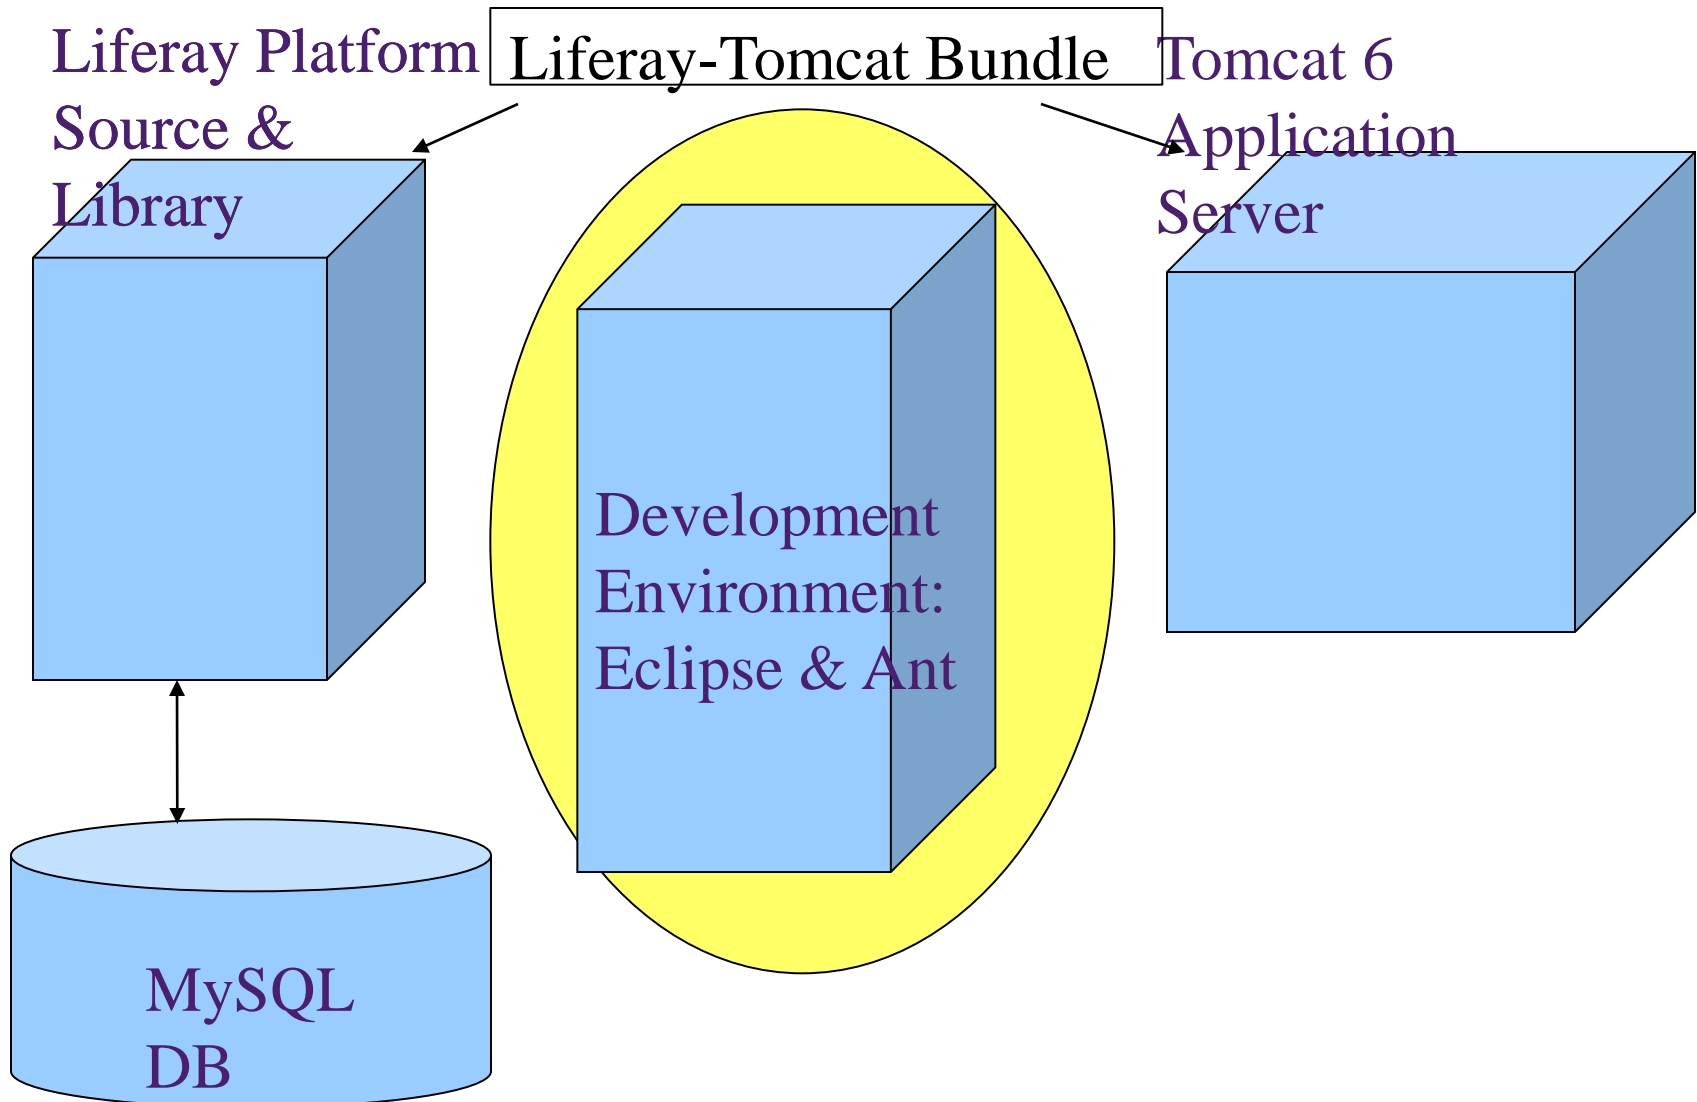 Liferay Platform
Source &
Library
Liferay-Tomcat Bundle
Tomcat 6
Application
Server
Development
Environment:
Eclipse & Ant
MySQL
DB